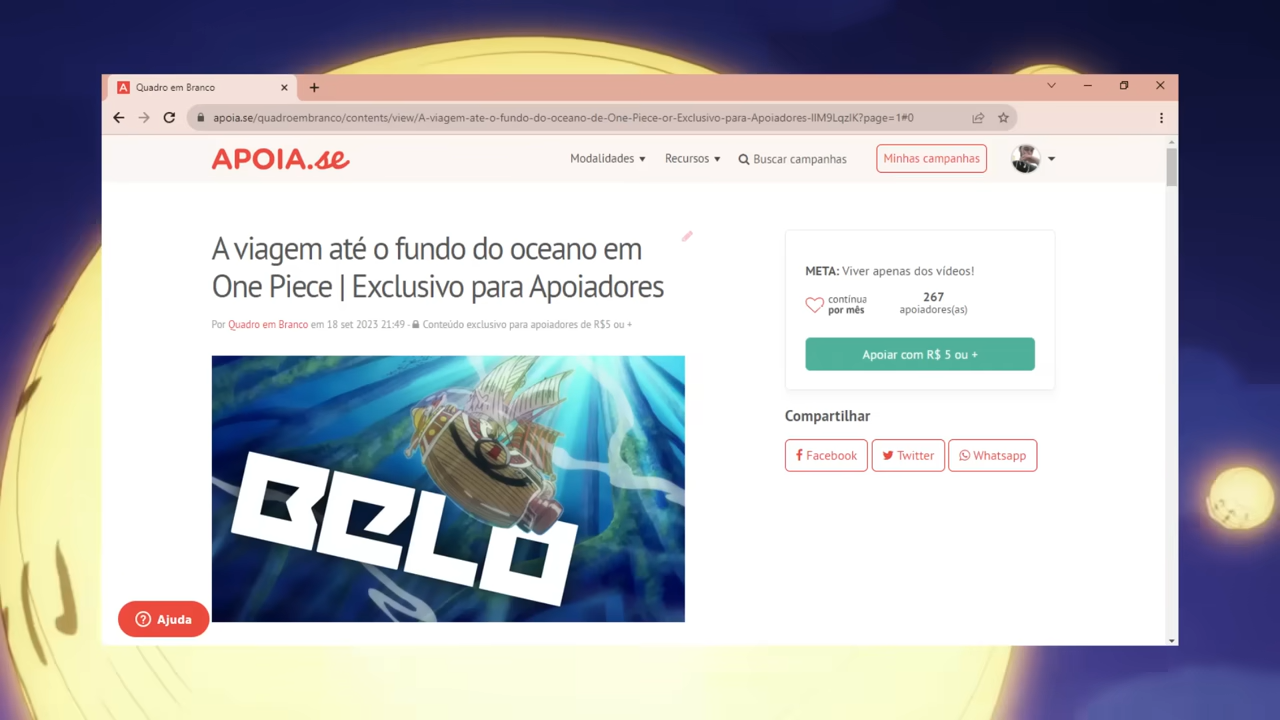 Quadro em Branco
apoia.se/quadroembranco/contents/view/A-viagem-ate-o-fundo-do-oceano-de-One-Piece-or-Exclusivo-para-Apoiadores-IIM9LqzIK?page=1#0
APOIA.se
Modalidades
Recursos
Buscar campanhas
Minhas campanhas
A viagem até o fundo do oceano em
One Piece | Exclusivo para Apoiadores
Por Quadro em Branco em 18 set 2023 21:49 · Conteúdo exclusivo para apoiadores de R$5 ou +
BELO
META: Viver apenas dos vídeos!
contínua
por mês
267
apoiadores(as)
Apoiar com R$ 5 ou +
Compartilhar
Facebook
Twitter
Whatsapp
Ajuda